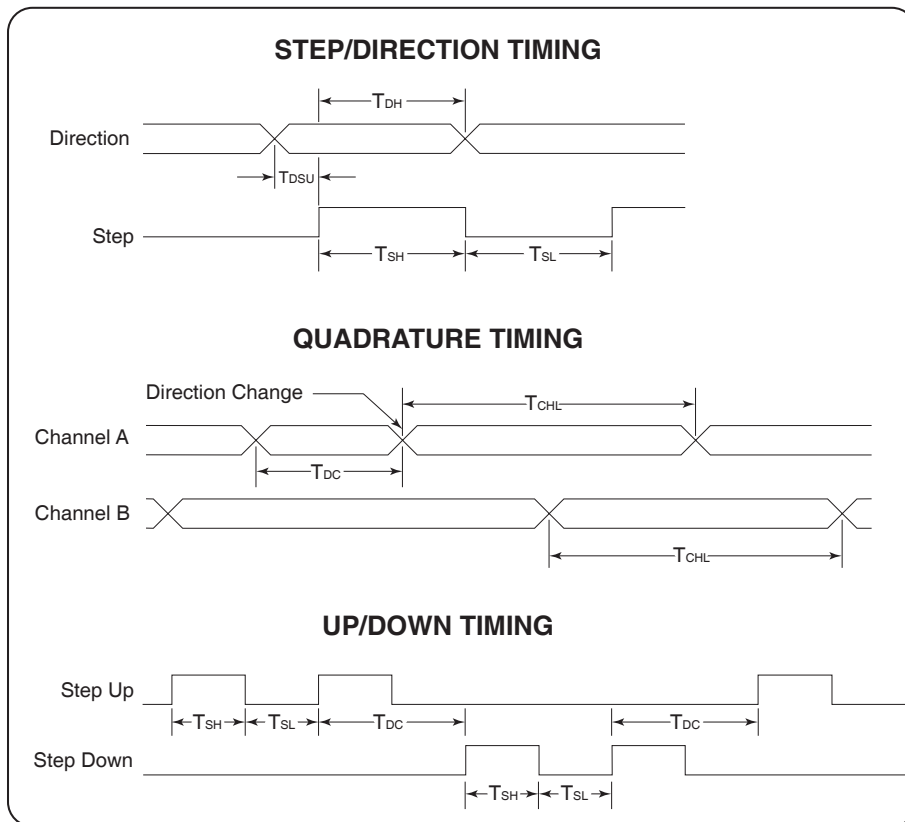 STEP/DIRECTION TIMING
TDH
Direction
TDSU
Step
TSH
TSL
QUADRATURE TIMING
Direction Change
TCHL
Channel A
TDC
Channel B
TCHL
UP/DOWN TIMING
Step Up
TSH
TSL
TDC
TDC
Step Down
TSH
TSL